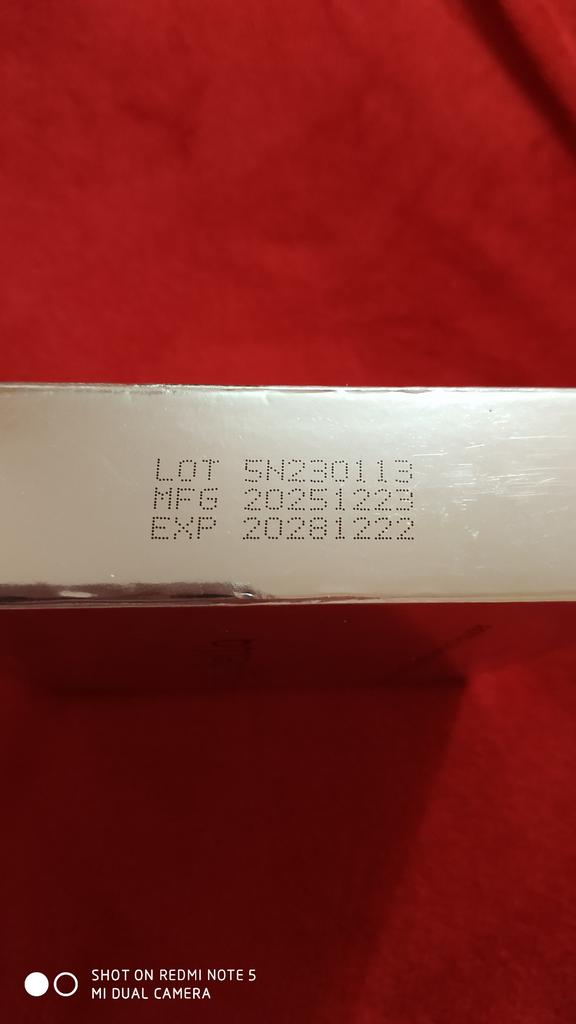 LOT 5N230113
MFG 20251223
EXP 20281222
SHOT ON REDMI NOTE 5
MI DUAL CAMERA